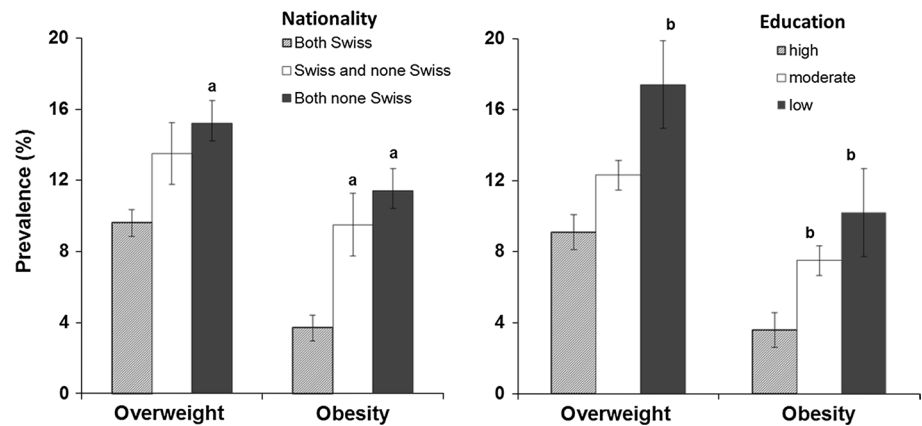 Nationality
Both Swiss
Swiss and none Swiss
Both none Swiss
Prevalence (%)
20
16
12
8
4
0
a
a
a
Overweight
Obesity
Education
high
moderate
low
20
16
12
8
4
0
b
b
b
Overweight
Obesity